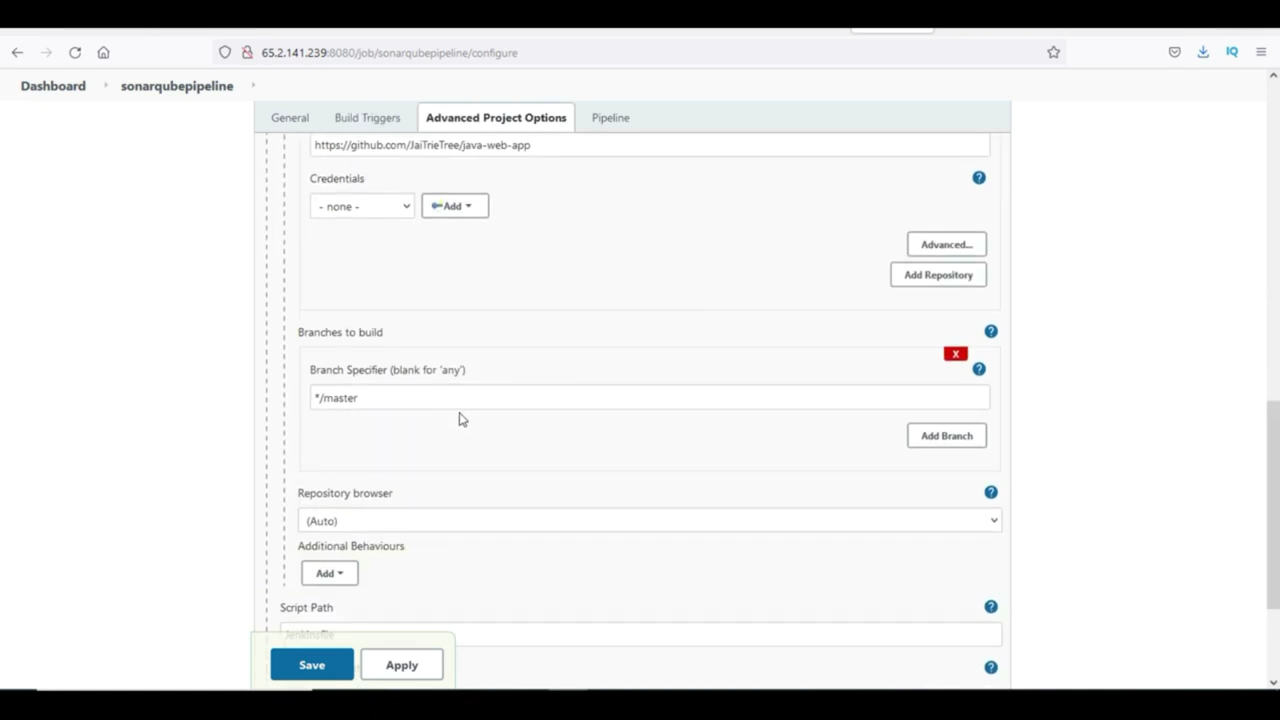 65.2.141.239:8080/job/sonarqubepipeline/configure
IQ
Dashboard
sonarqubepipeline
General
Build Triggers
Advanced Project Options
Pipeline
https://github.com/JaiTrieTree/java-web-app
Credentials
?
- none -
Add
Advanced...
Add Repository
Branches to build
?
X
Branch Specifier (blank for 'any')
?
*/master
Add Branch
Repository browser
?
(Auto)
Additional Behaviours
Add
Script Path
?
Jenkinsfile
Save
Apply
?